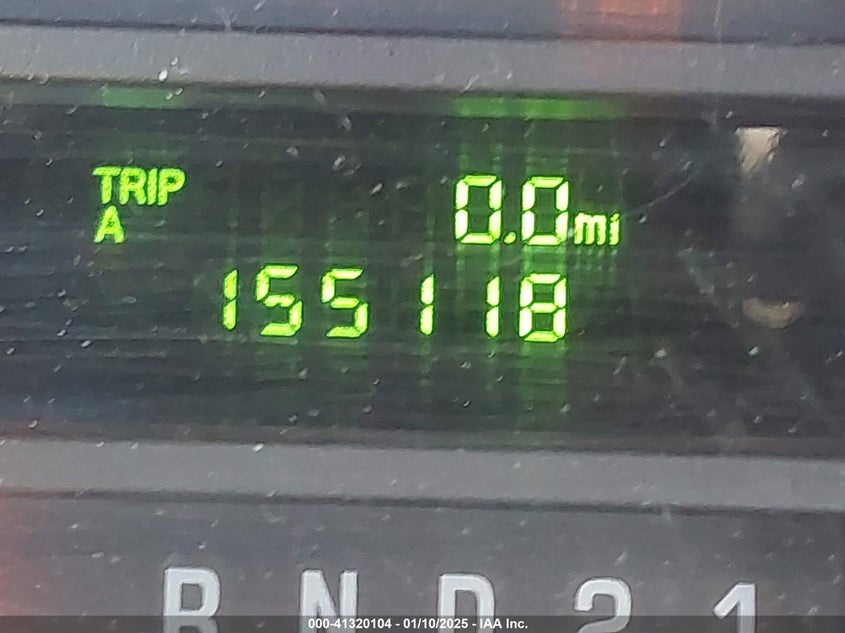 TRIP
A
0.0mi
155118
R N D 2 1
000-41320104 - 01/10/2025 - IAA Inc.